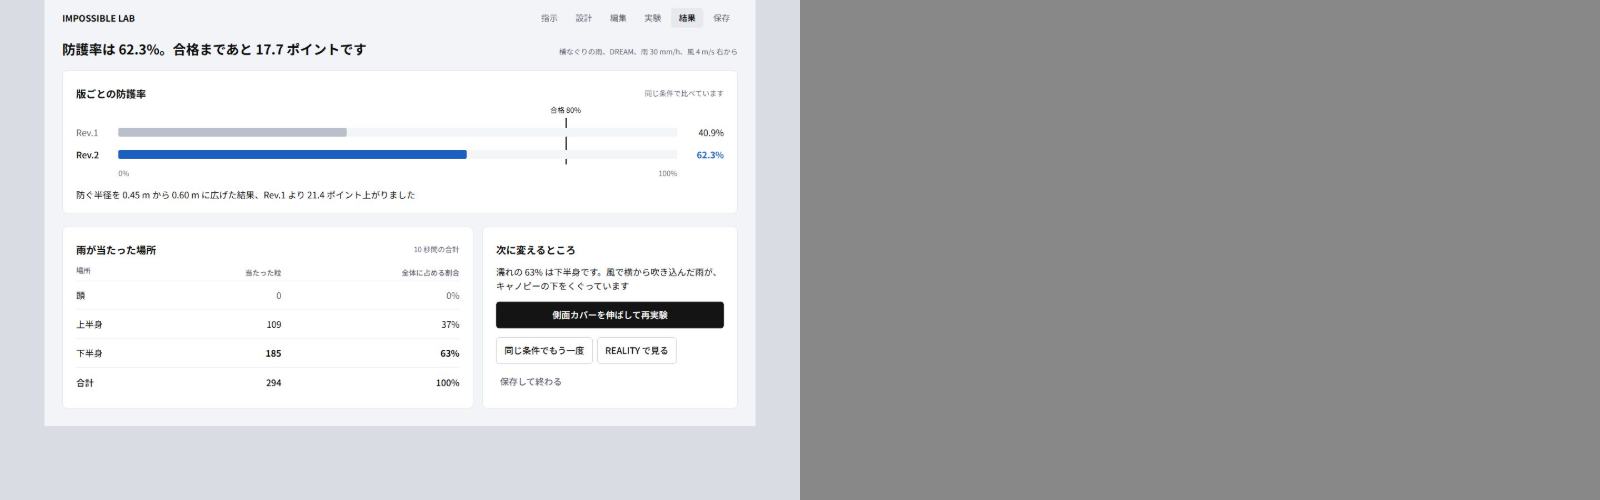 IMPOSSIBLE LAB
指示 設計 編集 実験 結果 保存
防護率は 62.3%。合格まであと 17.7 ポイントです
横なぐりの雨、DREAM、雨 30 mm/h、風 4 m/s 右から
版ごとの防護率
同じ条件で比べています
合格 80%
Rev.1 40.9%
Rev.2 62.3%
0% 100%
防ぐ半径を 0.45 m から 0.60 m に広げた結果、Rev.1 より 21.4 ポイント上がりました
雨が当たった場所
10 秒間の合計
場所 当たった粒 全体に占める割合
頭 0 0%
上半身 109 37%
下半身 185 63%
合計 294 100%
次に変えるところ
濡れの 63% は下半身です。風で横から吹き込んだ雨が、
キャノピーの下をくぐっています
側面カバーを伸ばして再実験
同じ条件でもう一度 REALITY で見る
保存して終わる